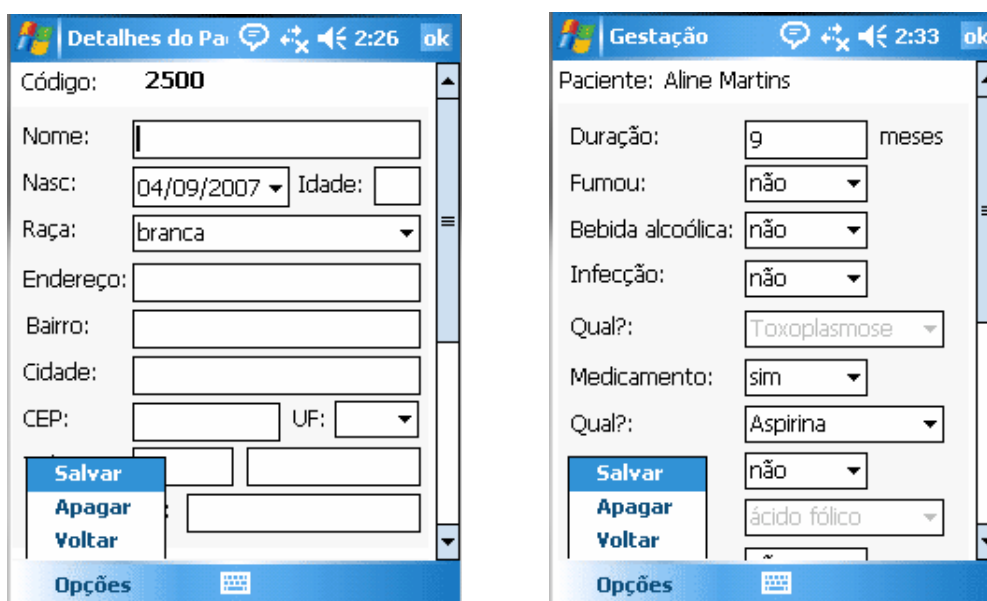 Detalhes do Pa 2:26 ok
Código: 2500
Nome:
Nasc: 04/09/2007 Idade:
Raça: branca
Endereço:
Bairro:
Cidade:
CEP: UF:
Salvar
Apagar :
Voltar
Opções
Gestação 2:33 ok
Paciente: Aline Martins
Duração: 9 meses
Fumou: não
Bebida alcoólica: não
Infecção: não
Qual?: Toxoplasmose
Medicamento: sim
Qual?: Aspirina
Salvar não
Apagar ácido fólico
Voltar
Opções